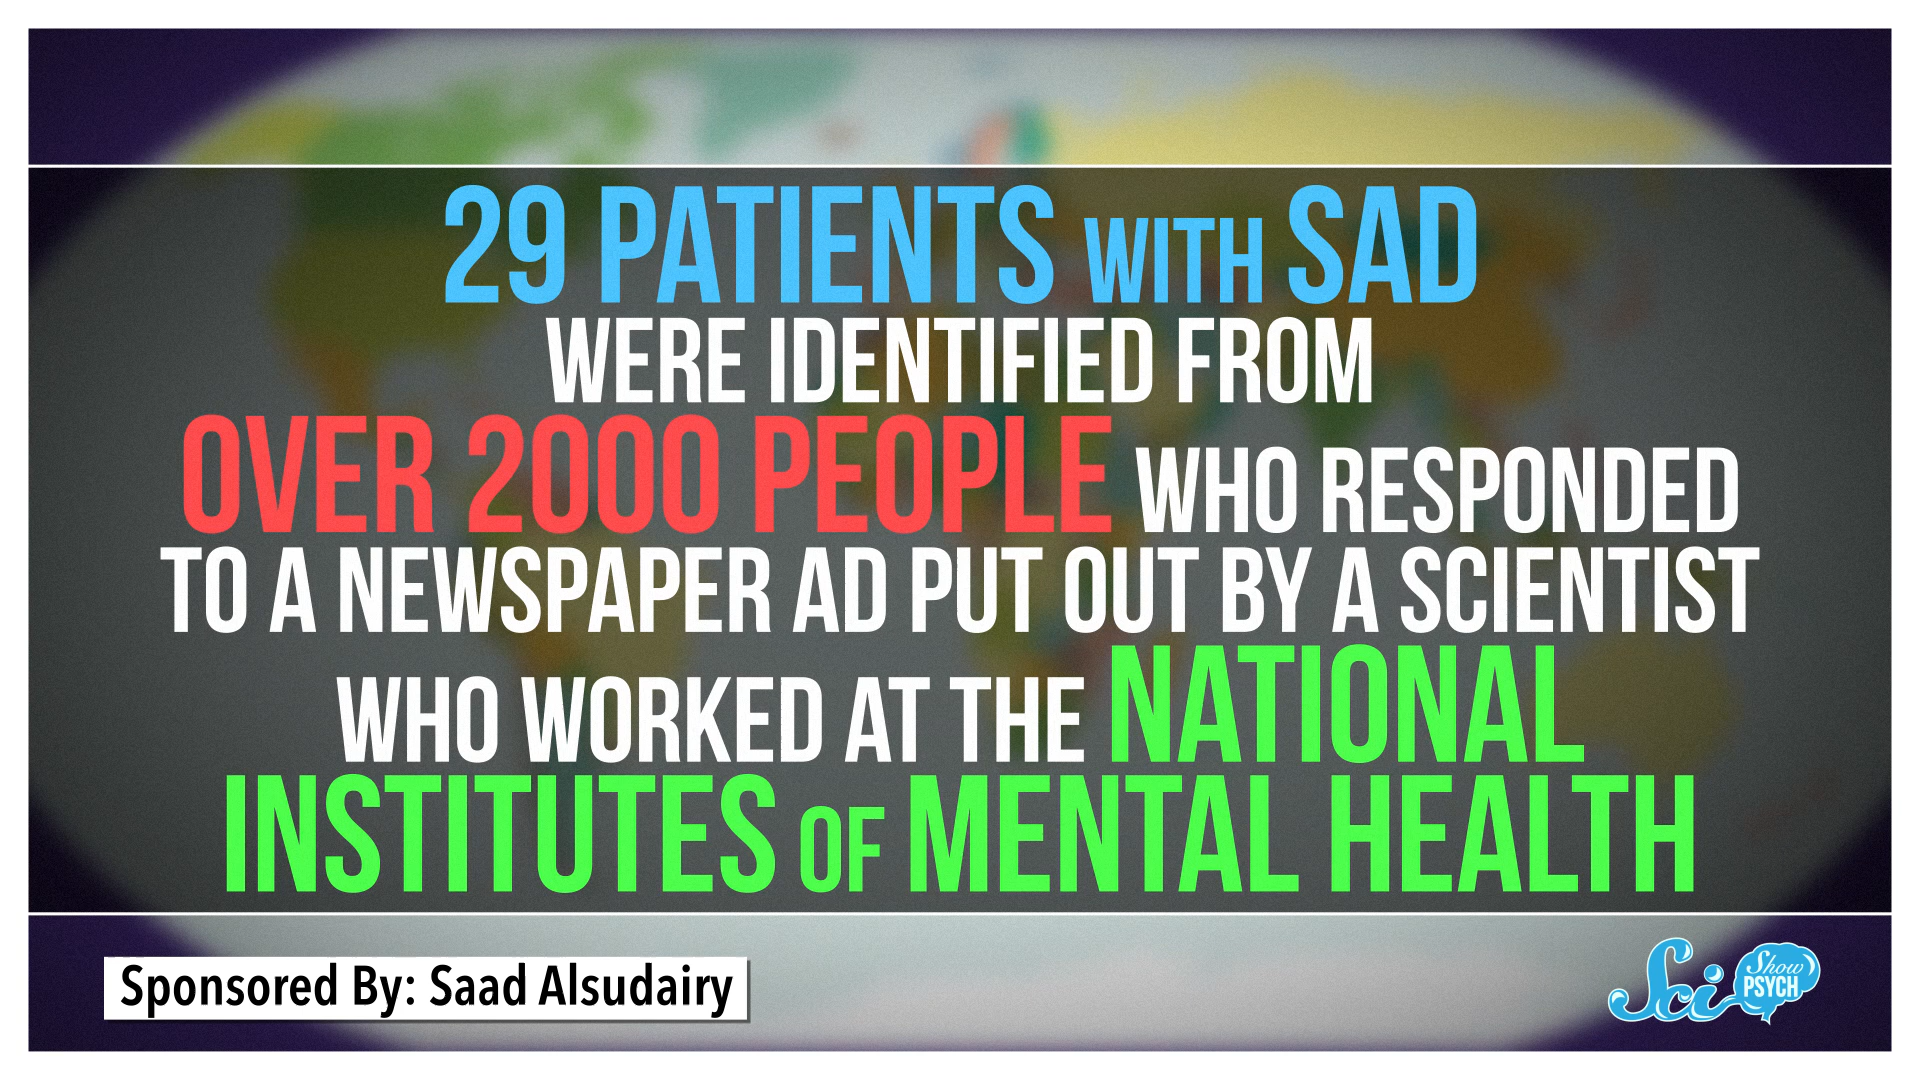 29 PATIENTS WITH SAD
WERE IDENTIFIED FROM
OVER 2000 PEOPLE WHO RESPONDED
TO A NEWSPAPER AD PUT OUT BY A SCIENTIST
WHO WORKED AT THE NATIONAL
INSTITUTES OF MENTAL HEALTH
Sponsored By: Saad Alsudairy
Sci Show
PSYCH